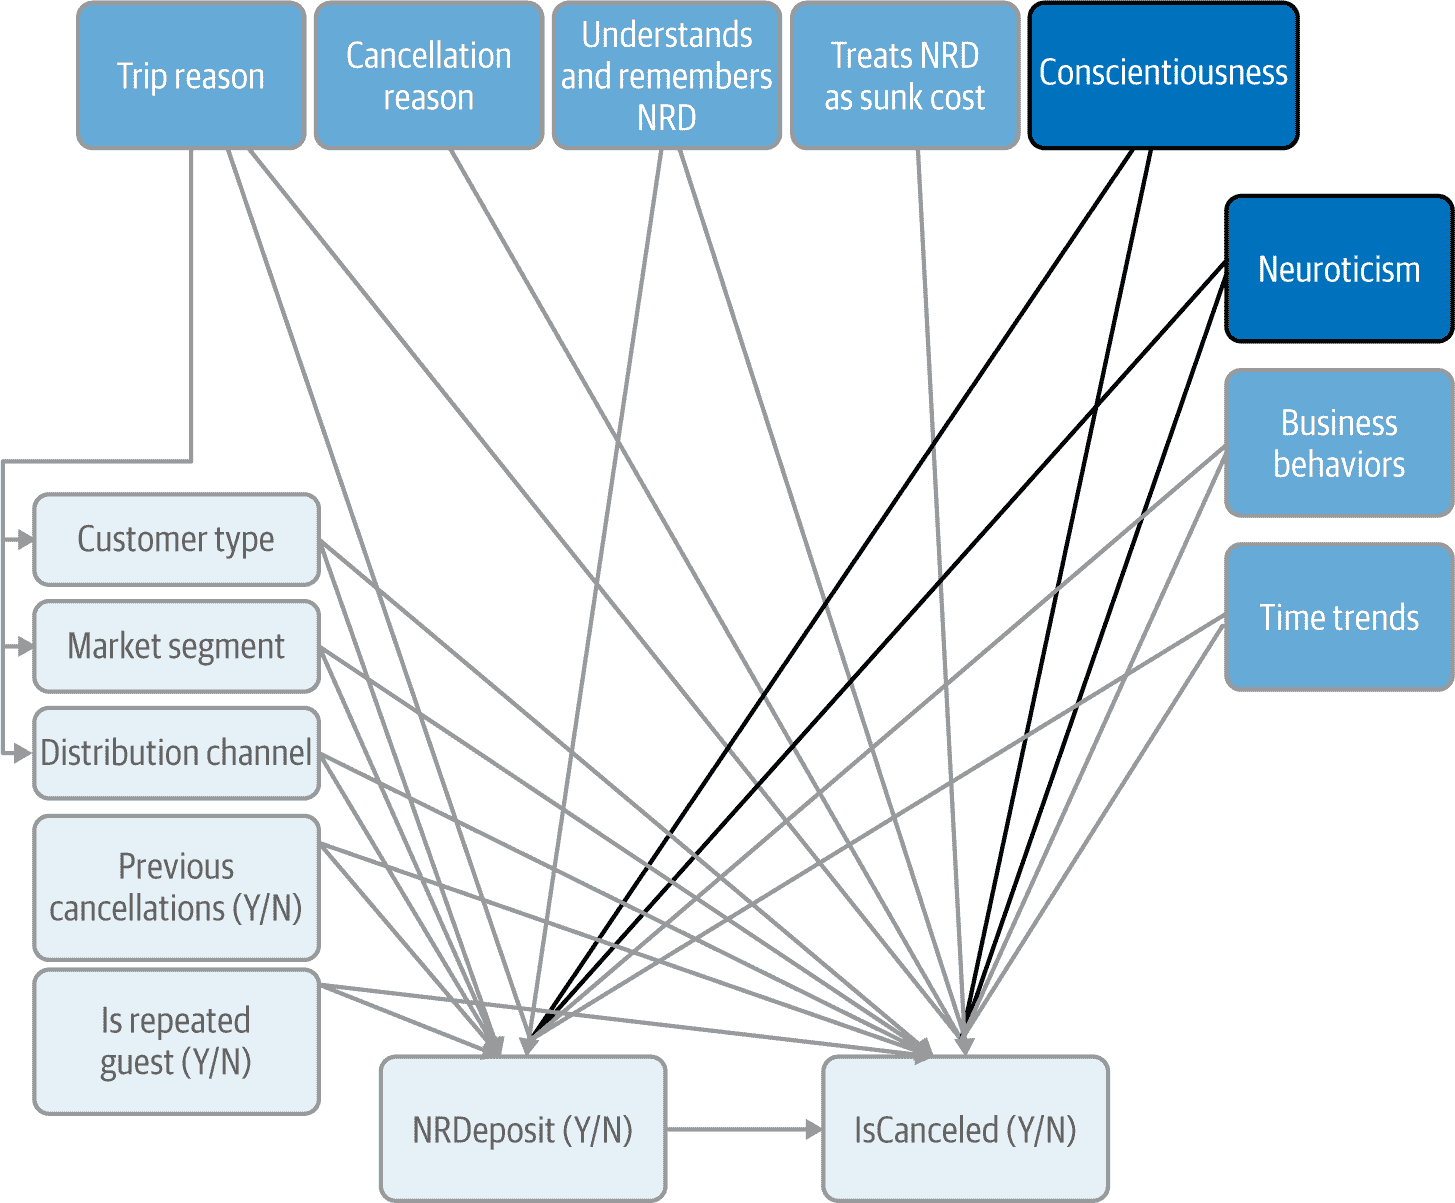 Trip reason
Cancellation
reason
Understands
and remembers
NRD
Treats NRD
as sunk cost
Conscientiousness
Neuroticism
Business
behaviors
Time trends
Customer type
Market segment
Distribution channel
Previous
cancellations (Y/N)
Is repeated
guest (Y/N)
NRDeposit (Y/N)
IsCanceled (Y/N)